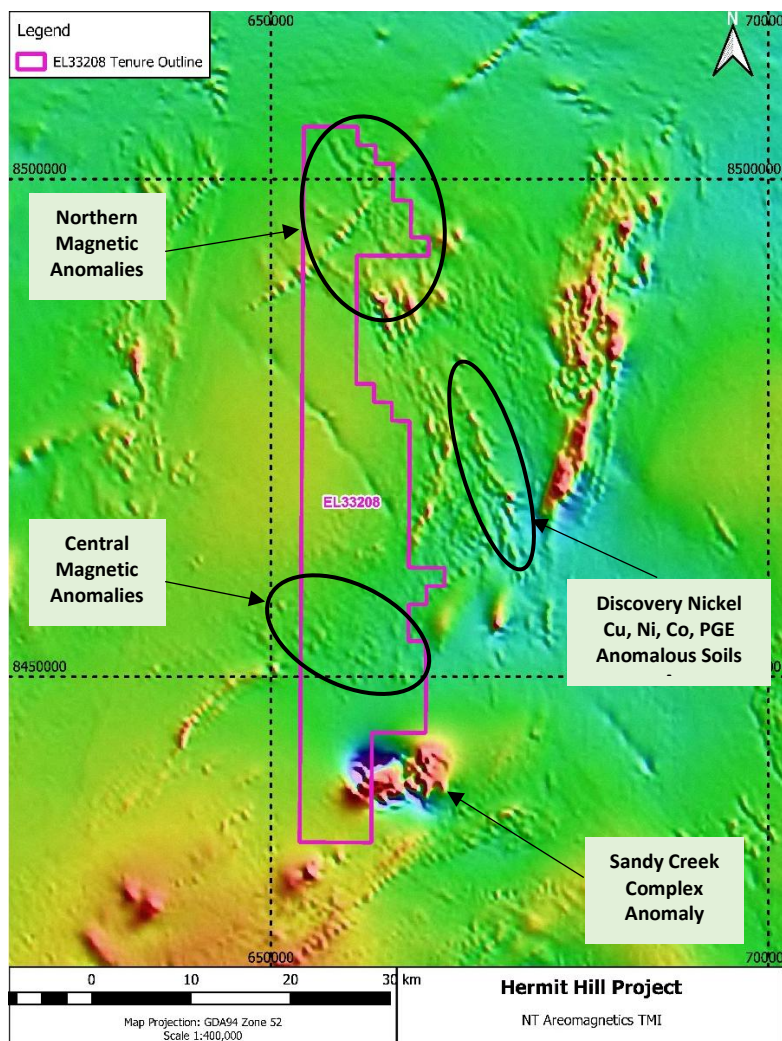 Legend
EL33208 Tenure Outline
N
650000
70000
8500000
8500000
Northern
Magnetic
Anomalies
EL33208
Central
Magnetic
Anomalies
Discovery Nickel
Cu, Ni, Co, PGE
Anomalous Soils
8450000
8450000
Sandy Creek
Complex
Anomaly
650000
70000
0 10 20 30 km
Map Projection: GDA94 Zone 52
Scale 1:400,000
Hermit Hill Project
NT Areomagnetics TMI